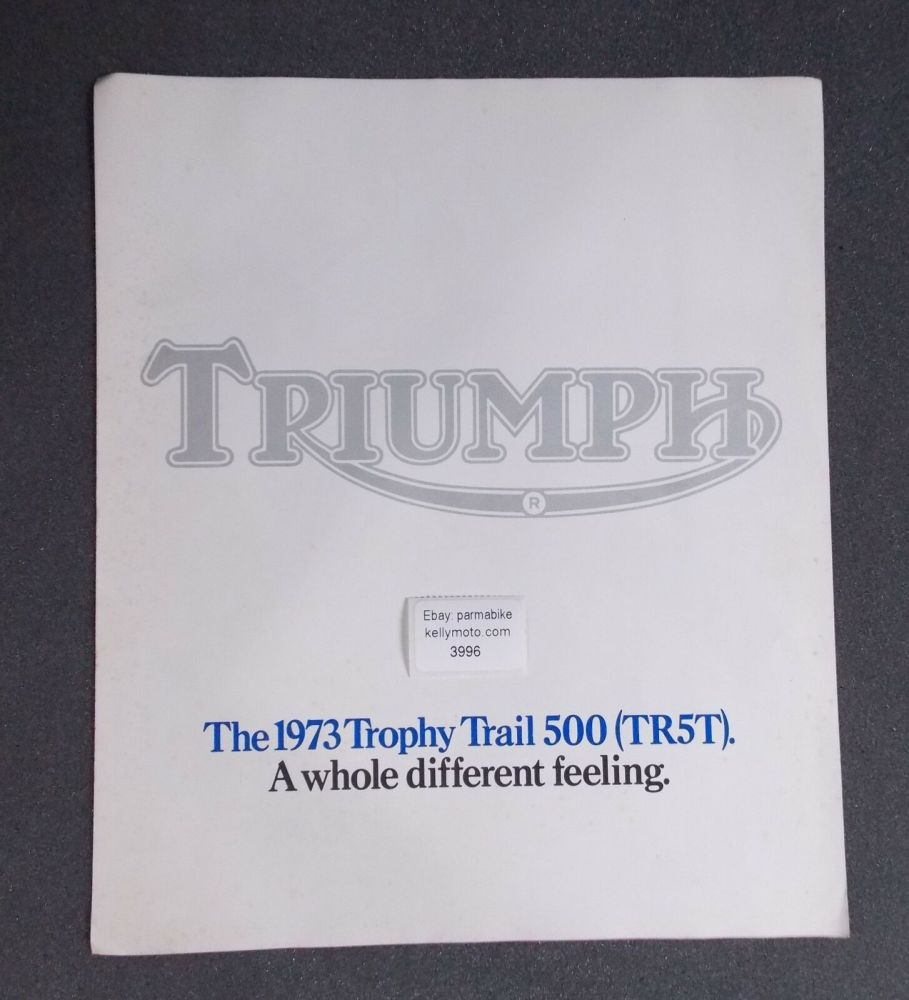 TRIUMPH
®
Ebay: parmabike
kellymoto.com
3996
The 1973 Trophy Trail 500 (TR5T).
A whole different feeling.